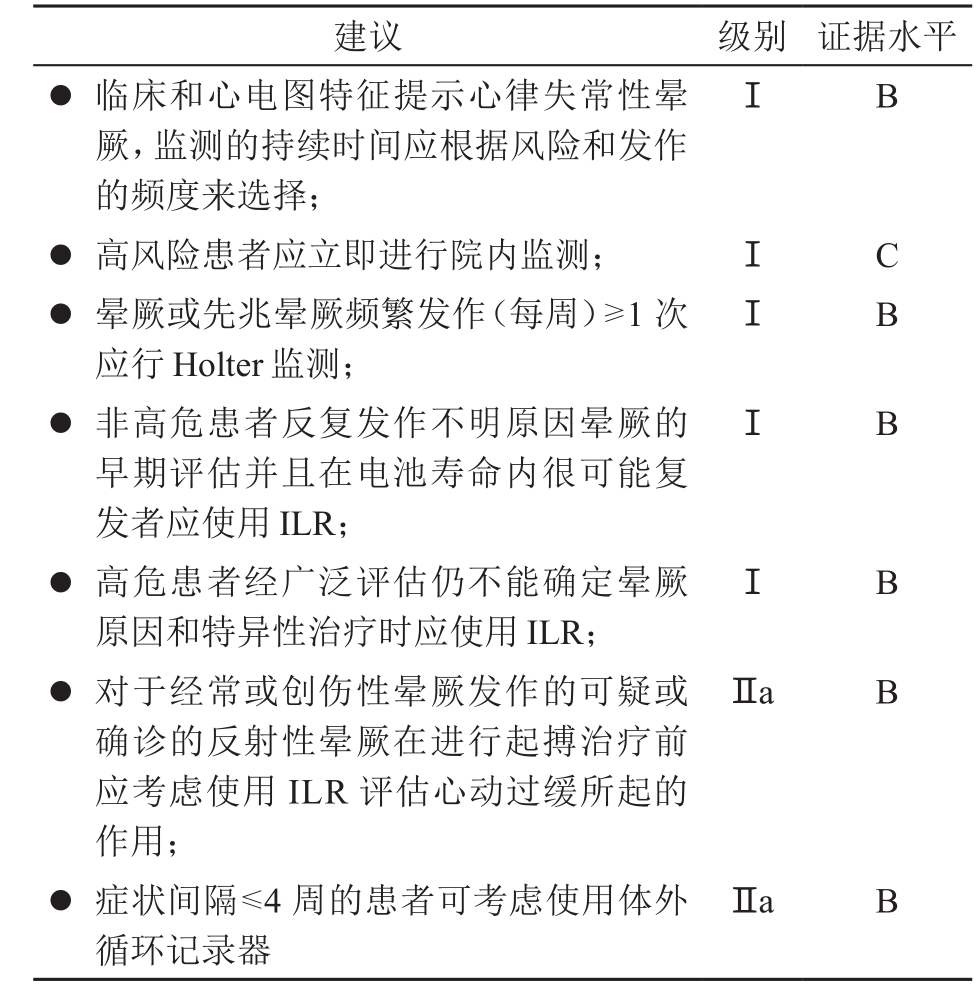 建议 级别 证据水平
● 临床和心电图特征提示心律失常性晕 Ⅰ B
厥，监测的持续时间应根据风险和发作
的频度来选择；
● 高风险患者应立即进行院内监测； Ⅰ C
● 晕厥或先兆晕厥频繁发作（每周）≥1 次 Ⅰ B
应行 Holter 监测；
● 非高危患者反复发作不明原因晕厥的 Ⅰ B
早期评估并且在电池寿命内很可能复
发者应使用 ILR；
● 高危患者经广泛评估仍不能确定晕厥 Ⅰ B
原因和特异性治疗时应使用 ILR；
● 对于经常或创伤性晕厥发作的可疑或 Ⅱa B
确诊的反射性晕厥在进行起搏治疗前
应考虑使用 ILR 评估心动过缓所起的
作用；
● 症状间隔≤4 周的患者可考虑使用体外 Ⅱa B
循环记录器